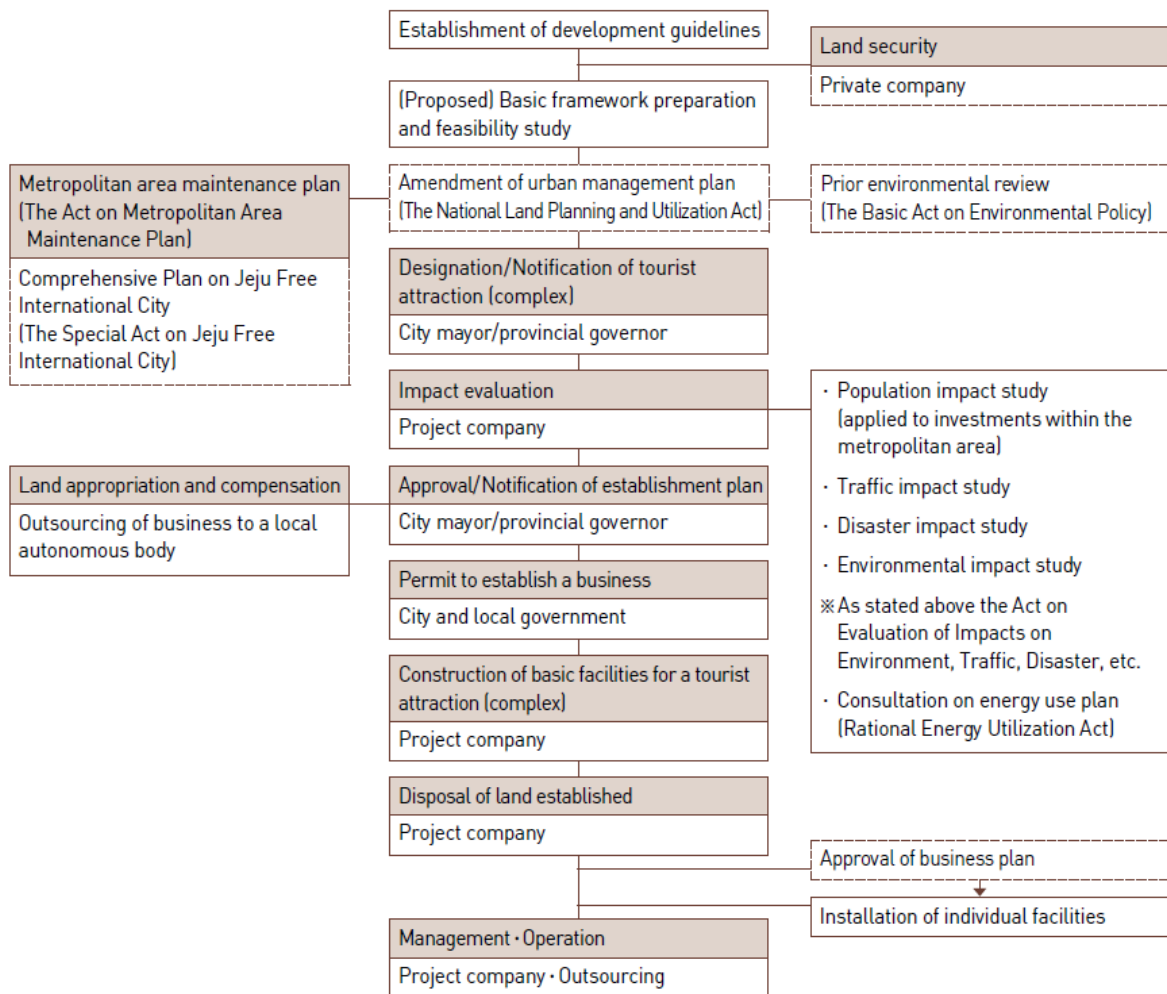 Establishment of development guidelines
Land security
Private company
(Proposed) Basic framework preparation
and feasibility study
Metropolitan area maintenance plan
(The Act on Metropolitan Area
Maintenance Plan)
Comprehensive Plan on Jeju Free
International City
(The Special Act on Jeju Free
International City)
Amendment of urban management plan
(The National Land Planning and Utilization Act)
Prior environmental review
(The Basic Act on Environmental Policy)
Designation/Notification of tourist
attraction (complex)
City mayor/provincial governor
Impact evaluation
Project company
· Population impact study
(applied to investments within the
metropolitan area)
· Traffic impact study
· Disaster impact study
· Environmental impact study
※As stated above the Act on
Evaluation of Impacts on
Environment, Traffic, Disaster, etc.
· Consultation on energy use plan
(Rational Energy Utilization Act)
Land appropriation and compensation
Outsourcing of business to a local
autonomous body
Approval/Notification of establishment plan
City mayor/provincial governor
Permit to establish a business
City and local government
Construction of basic facilities for a tourist
attraction (complex)
Project company
Disposal of land established
Project company
Approval of business plan
Installation of individual facilities
Management · Operation
Project company · Outsourcing